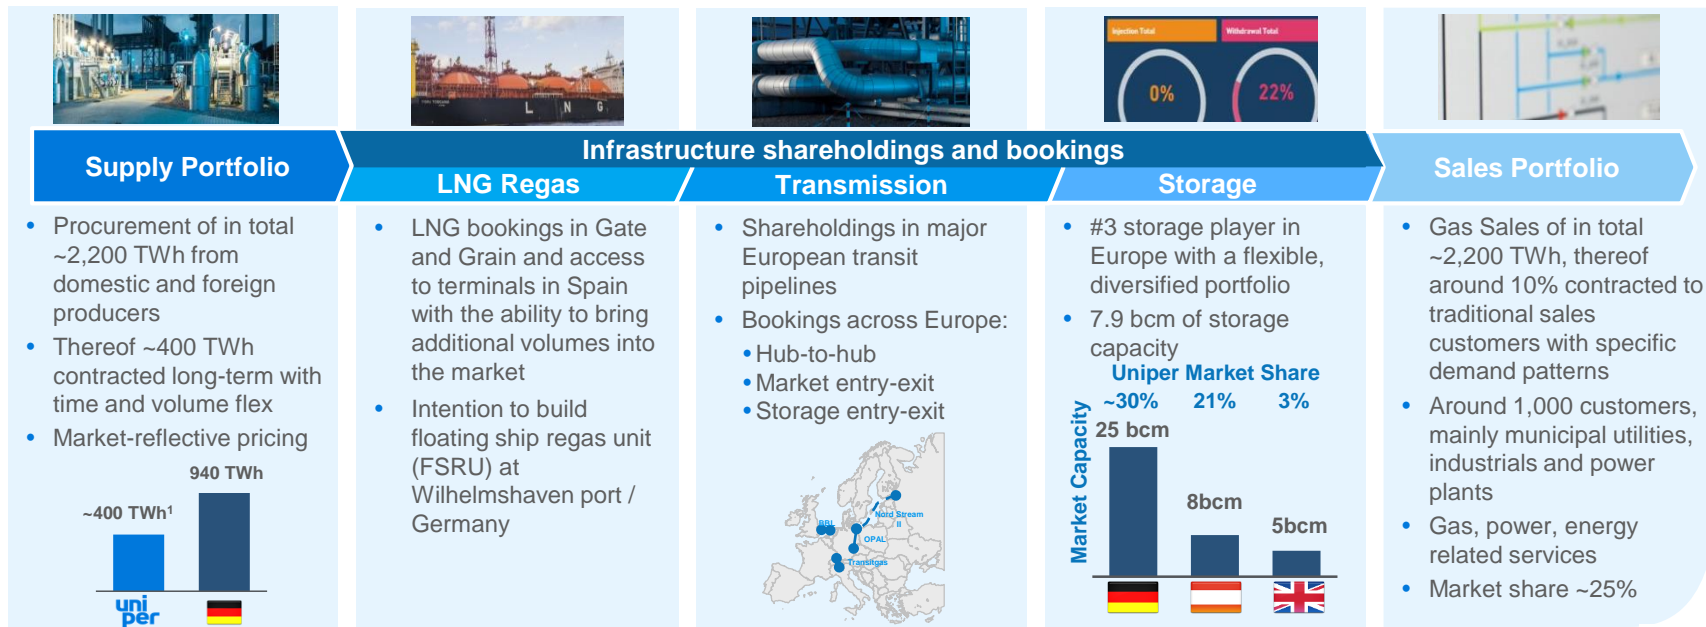 Injection Total
Withdrawal Total
0%
22%
L N G
Supply Portfolio
Infrastructure shareholdings and bookings
LNG Regas
Transmission
Storage
Sales Portfolio
• Procurement of in total
~2,200 TWh from
domestic and foreign
producers
• Thereof ~400 TWh
contracted long-term with
time and volume flex
• Market-reflective pricing
940 TWh
~400 TWh¹
uni
per
• LNG bookings in Gate
and Grain and access
to terminals in Spain
with the ability to bring
additional volumes into
the market
• Intention to build
floating ship regas unit
(FSRU) at
Wilhelmshaven port /
Germany
• Shareholdings in major
European transit
pipelines
• Bookings across Europe:
• Hub-to-hub
• Market entry-exit
• Storage entry-exit
BBL
Nord Stream
II
OPAL
Transitgas
• #3 storage player in
Europe with a flexible,
diversified portfolio
• 7.9 bcm of storage
capacity
Uniper Market Share
~30% 21% 3%
Market Capacity
25 bcm
8bcm
5bcm
• Gas Sales of in total
~2,200 TWh, thereof
around 10% contracted to
traditional sales
customers with specific
demand patterns
• Around 1,000 customers,
mainly municipal utilities,
industrials and power
plants
• Gas, power, energy
related services
• Market share ~25%